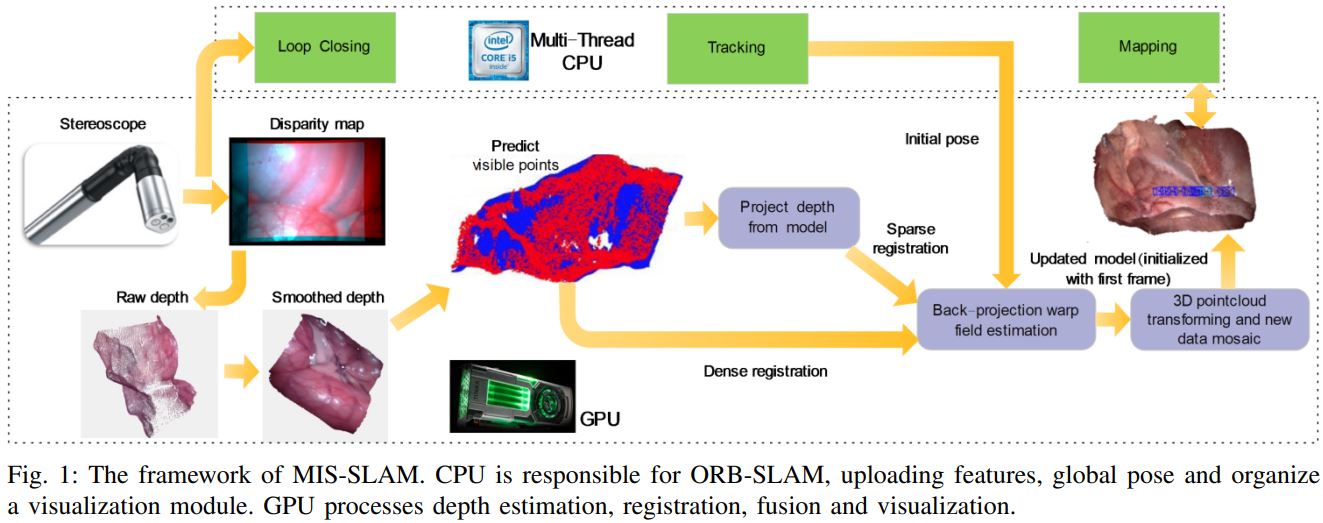 Loop Closing
intel
CORE i5
inside
Multi-Thread
CPU
Tracking
Mapping
Stereoscope
Disparity map
Predict
visible points
Initial pose
Project depth
from model
Sparse
registration
Raw depth
Smoothed depth
Updated model(initialized
with first frame)
Back-projection warp
field estimation
3D pointcloud
transforming and new
data mosaic
Dense registration
GPU
Fig. 1: The framework of MIS-SLAM. CPU is responsible for ORB-SLAM, uploading features, global pose and organize
a visualization module. GPU processes depth estimation, registration, fusion and visualization.